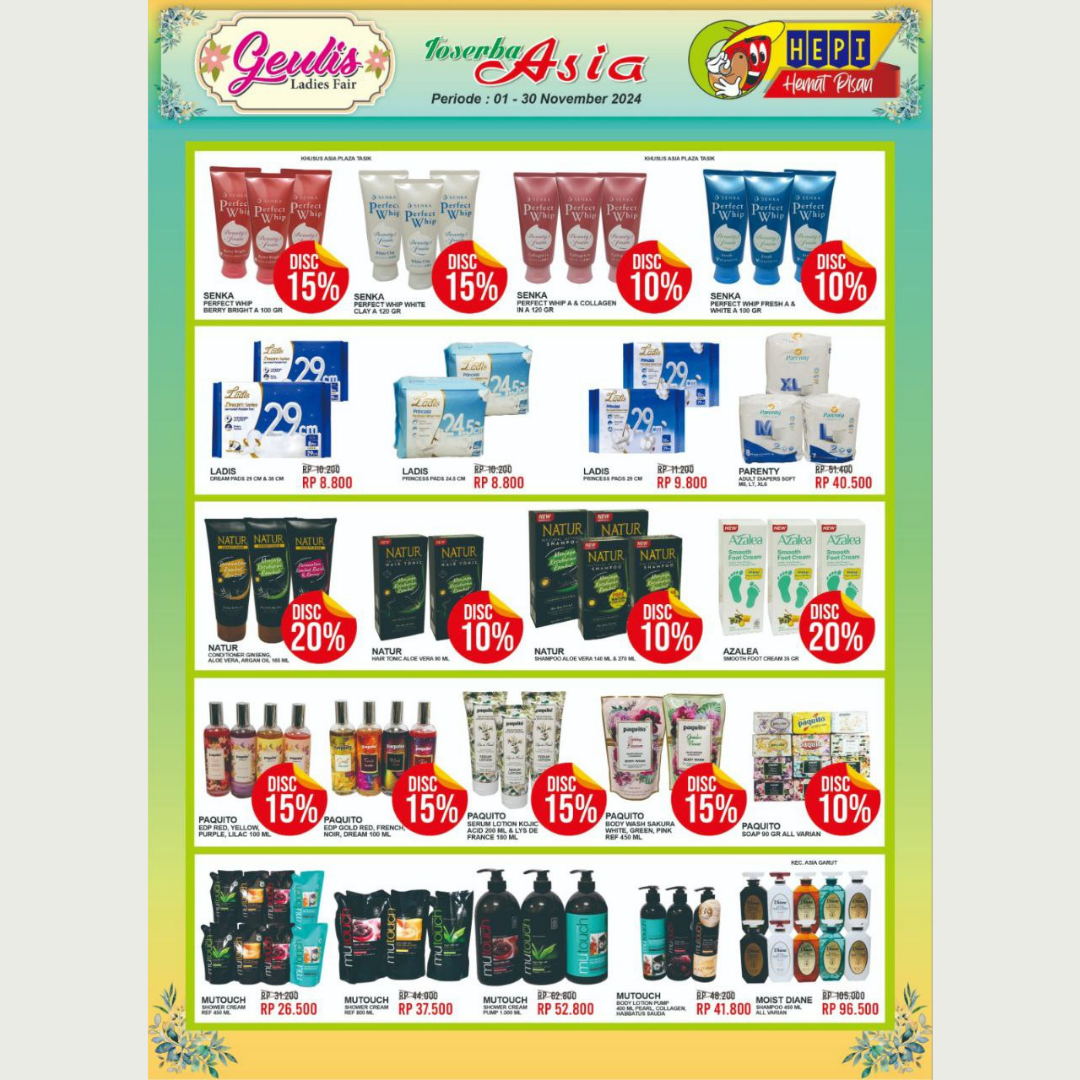 Geulis
Ladies Fair
Toserba Asia
Periode : 01 - 30 November 2024
HEPI
Hemat Pisan
KHUSUS ASIA PLAZA TASIK
KHUSUS ASIA PLAZA TASIK
DISC
15%
DISC
15%
DISC
10%
DISC
10%
SENKA
PERFECT WHIP
BERRY BRIGHT A 100 GR
SENKA
PERFECT WHIP WHITE
CLAY A 120 GR
SENKA
PERFECT WHIP A & COLLAGEN
IN A 120 GR
SENKA
PERFECT WHIP FRESH A &
WHITE A 100 GR
LADIS
RP 10.200
RP 8.800
LADIS
PRINCESS PADS 24.5 CM
RP 10.200
RP 8.800
LADIS
PRINCESS PADS 29 CM
RP 11.200
RP 9.800
PARENTY
ADULT DIAPERS SOFT
RP 51.400
RP 40.500
DISC
20%
DISC
10%
DISC
10%
DISC
20%
NATUR
CONDITIONER GINSENG,
ALOE VERA, ARGAN OIL 165 ML
NATUR
HAIR TONIC ALOE VERA 90 ML
NATUR
SHAMPOO ALOE VERA 140 ML & 270 ML
AZALEA
SMOOTH FOOT CREAM 35 GR
DISC
15%
DISC
15%
DISC
15%
DISC
15%
DISC
10%
PAQUITO
EDP RED, YELLOW,
PURPLE, LILAC 100 ML
PAQUITO
EDP GOLD RED, FRENCH,
NOIR, DREAM 100 ML
PAQUITO
SERUM LOTION KOJIC
ACID 200 ML & LYS DE
FRANCE 180 ML
PAQUITO
BODY WASH SAKURA
WHITE, GREEN, PINK
REF 450 ML
PAQUITO
SOAP 90 GR ALL VARIAN
KEC. ASIA GARUT
MUTOUCH
SHOWER CREAM
REF 450 ML
RP 31.200
RP 26.500
MUTOUCH
SHOWER CREAM
REF 800 ML
RP 44.000
RP 37.500
MUTOUCH
SHOWER CREAM
PUMP 1.000 ML
RP 62.800
RP 52.800
MUTOUCH
BODY LOTION PUMP
400 ML PEARL, COLLAGEN,
HABBATUS SAUDA
RP 48.200
RP 41.800
MOIST DIANE
SHAMPOO 450 ML
ALL VARIAN
RP 105.000
RP 96.500